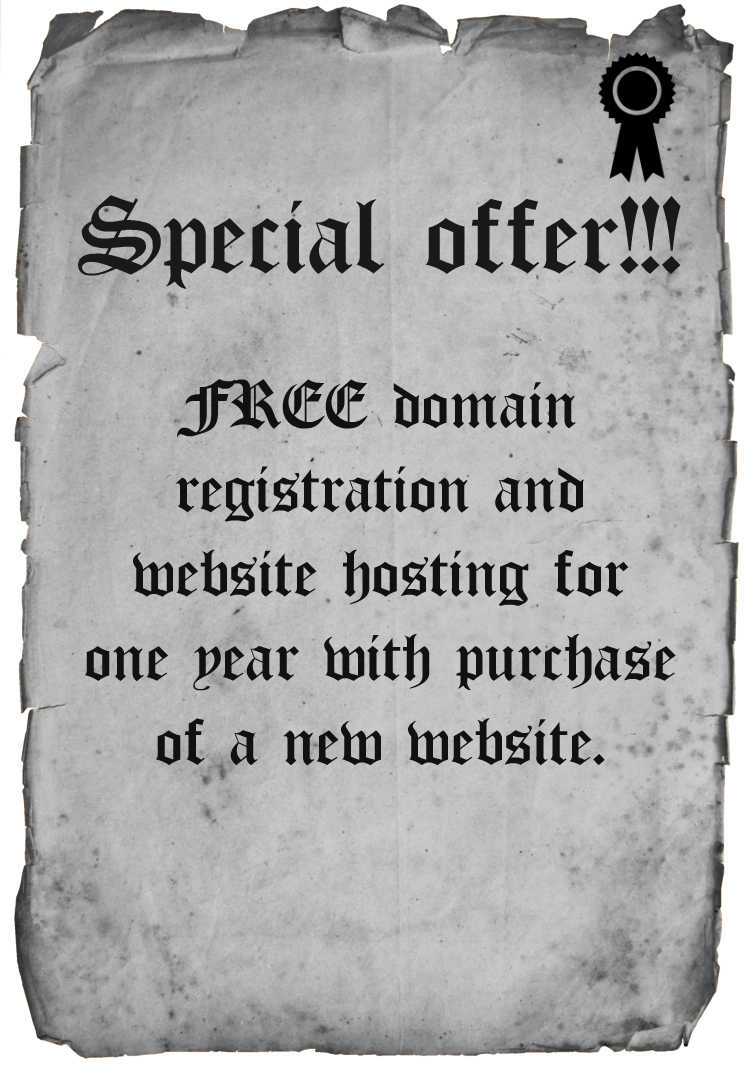 Special offer!!!
FREE domain
registration and
website hosting for
one year with purchase
of a new website.